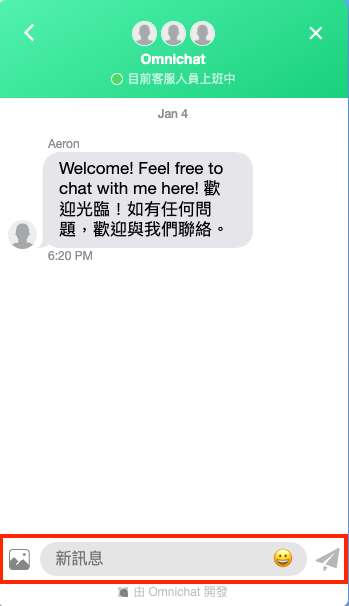 Omnichat
目前客服人員上班中
Jan 4
Aeron
Welcome! Feel free to
chat with me here! 歡
迎光臨！如有任何問
題，歡迎與我們聯絡。
6:20 PM
新訊息
由 Omnichat 開發